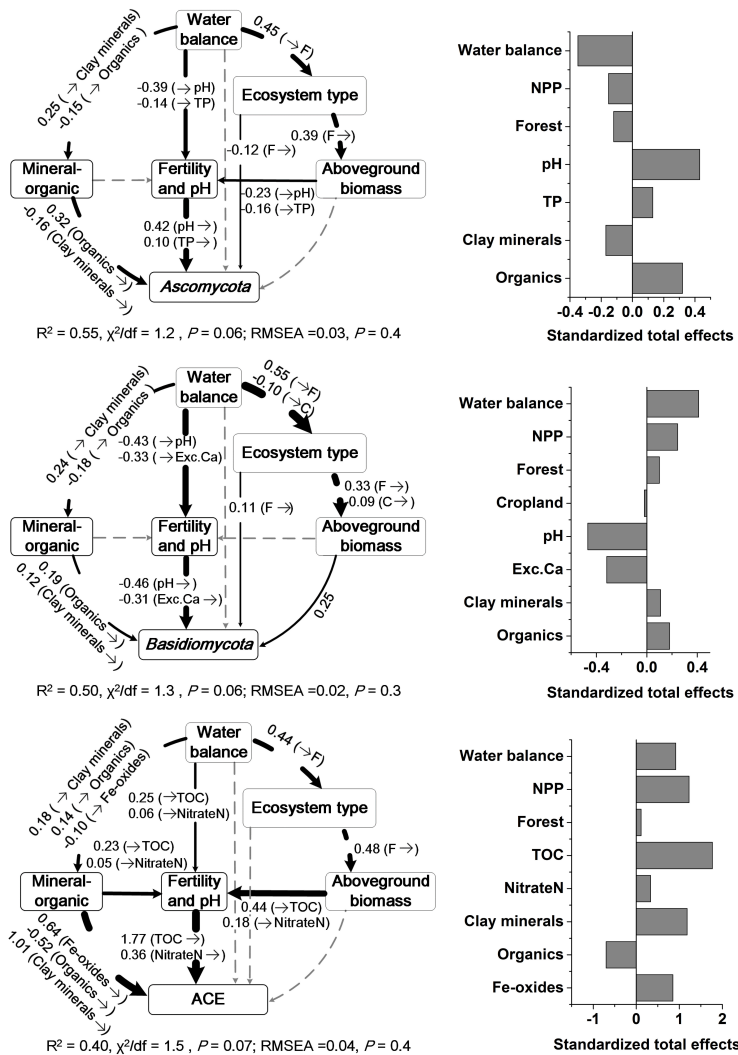 Water
balance
0.45 (→F)
0.25 (→ Clay minerals)
-0.15 (→ Organics )
-0.39 (→pH)
-0.14 (→TP)
Ecosystem type
0.39 (F→)
-0.12 (F→)
Mineral-
organic
Fertility
and pH
Aboveground
biomass
-0.23 (→pH)
-0.16 (→TP)
0.32 (Organics →)
-0.16 (Clay minerals →)
0.42 (pH→)
0.10 (TP→)
Ascomycota
R² = 0.55, χ²/df = 1.2 , P = 0.06; RMSEA =0.03, P = 0.4
Water balance
NPP
Forest
pH
TP
Clay minerals
Organics
-0.4 -0.2 0.0 0.2 0.4
Standardized total effects
Water
balance
0.55 (→F)
-0.10 (→C)
0.24 (→ Clay minerals)
-0.18 (→ Organics )
-0.43 (→pH)
-0.33 (→Exc.Ca)
Ecosystem type
0.33 (F→)
0.09 (C→)
0.11 (F→)
Mineral-
organic
Fertility
and pH
Aboveground
biomass
0.19 (Organics →)
0.12 (Clay minerals →)
-0.46 (pH→)
-0.31 (Exc.Ca→)
0.25
Basidiomycota
R² = 0.50, χ²/df = 1.3 , P = 0.06; RMSEA =0.02, P = 0.3
Water balance
NPP
Forest
Cropland
pH
Exc.Ca
Clay minerals
Organics
-0.4 0.0 0.4
Standardized total effects
Water
balance
0.44 (→F)
0.18 (→ Clay minerals)
0.14 (→ Organics)
-0.10 (→ Fe-oxides)
0.25 (→TOC)
0.06 (→NitrateN)
Ecosystem type
0.48 (F→)
0.23 (→TOC)
0.05 (→NitrateN)
Mineral-
organic
Fertility
and pH
Aboveground
biomass
0.44 (→TOC)
0.18 (→NitrateN)
0.64 (Fe-oxides →)
-0.52 (Organics→)
1.01 (Clay minerals →)
1.77 (TOC→)
0.36 (NitrateN→)
ACE
R² = 0.40, χ²/df = 1.5 , P = 0.07; RMSEA =0.04, P = 0.4
Water balance
NPP
Forest
TOC
NitrateN
Clay minerals
Organics
Fe-oxides
-1 0 1 2
Standardized total effects